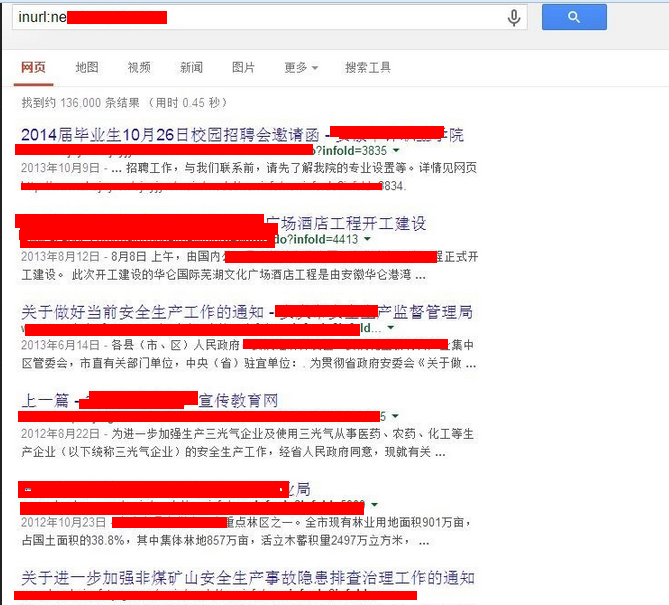 inurl:ne
网页 地图 视频 新闻 图片 更多 搜索工具
找到约 136,000 条结果 (用时 0.45 秒)
2014届毕业生10月26日校园招聘会邀请函 - 学院
o?infoId=3835
2013年10月9日 - ... 招聘工作，与我们联系前，请先了解我院的专业设置等。详情见网页
3834.
广场酒店工程开工建设
do?infoId=4413
2013年8月12日 - 8月8日 上午，由国内 程正式开
工建设。 此次开工建设的华仑国际芜湖文化广场酒店工程是由安徽华仑港湾 ...
关于做好当前安全生产工作的通知 - 产监督管理局
d...
2013年6月14日 - 各县（市、区）人民政府 集中
区管委会，市直有关部门单位，中央（省）驻宣单位： . 为贯彻省政府安委会《关于做 ...
上一篇 - 宣传教育网
5
2012年8月22日 - 为进一步加强生产三光气企业及使用三光气从事医药、农药、化工等生
产企业（以下统称三光气企业）的安全生产工作，经省人民政府同意，现就有关 ...
局
2012年10月23日 - 重点林区之一。全市现有林业用地面积901万亩，
占国土面积的38.8%，其中集体林地857万亩，活立木蓄积量2497万立方米， ...
关于进一步加强非煤矿山安全生产事故隐患排查治理工作的通知